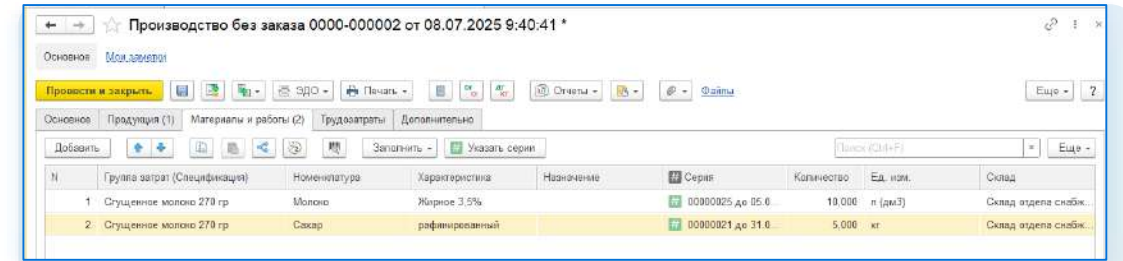 Производство без заказа 0000-000002 от 08.07.2025 9:40:41 *
Основное Мои заметки
Провести и закрыть ЭДО Печать Отчеты Файлы Еще ?
Основное Продукция (1) Материалы и работы (2) Трудозатраты Дополнительно
Добавить Заполнить Указать серии Поиск (Ctrl+F) × Еще
N Группа затрат (Спецификация) Номенклатура Характеристика Назначение Серия Количество Ед. изм. Склад
1 Сгущенное молоко 270 гр Молоко Жирное 3,5% 00000025 до 05.0... 10,000 л (дм3) Склад отдела снабж...
2 Сгущенное молоко 270 гр Сахар рафинированный 00000021 до 31.0... 5,000 кг Склад отдела снабж...